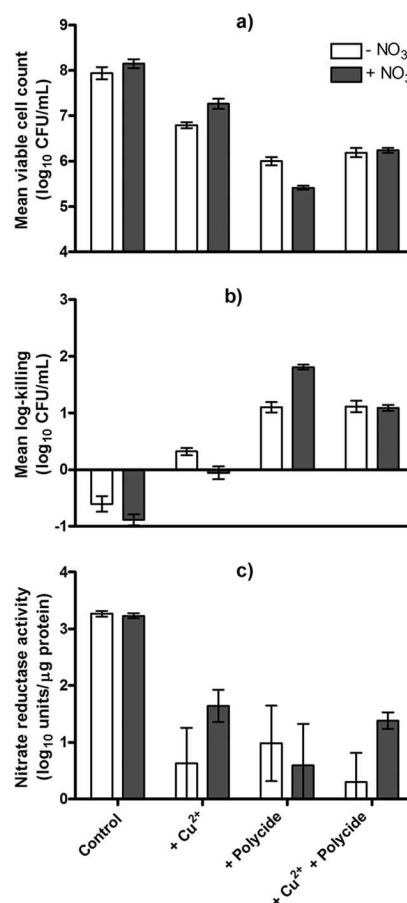 a)
9
8
7
6
5
4
Mean viable cell count
(log₁₀ CFU/mL)
- NO₃
+ NO₃
b)
3
2
1
0
-1
Mean log-killing
(log₁₀ CFU/mL)
c)
4
3
2
1
0
Nitrate reductase activity
(log₁₀ units/µg protein)
Control
+ Cu²⁺
+ Polycide
+ Cu²⁺ + Polycide